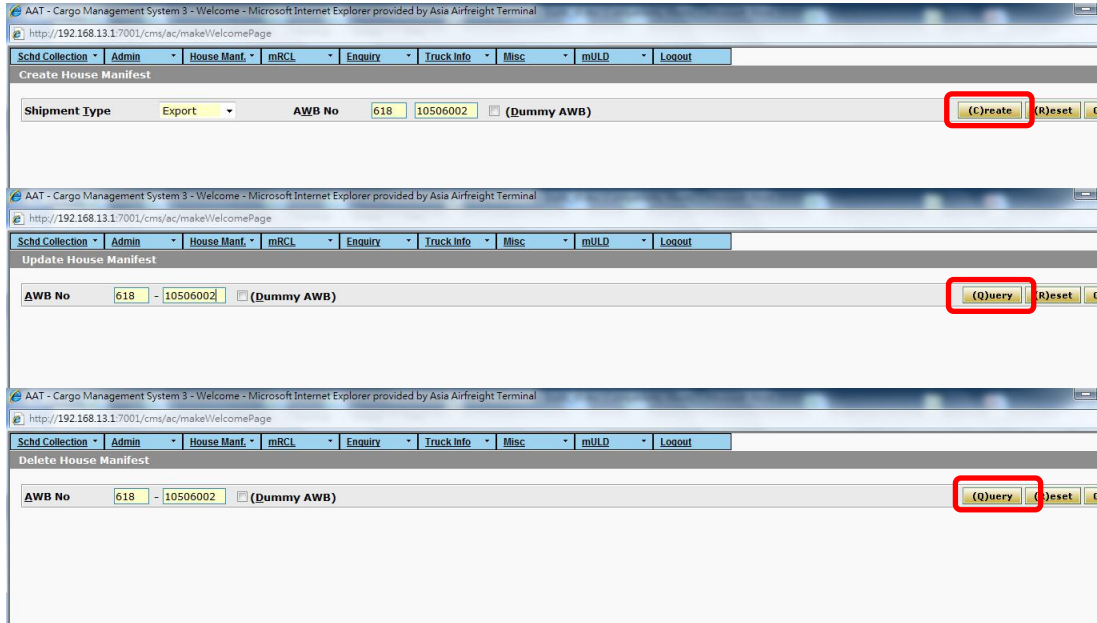 AAT - Cargo Management System 3 - Welcome - Microsoft Internet Explorer provided by Asia Airfreight Terminal
http://192.168.13.1:7001/cms/ac/makeWelcomePage
Schd Collection Admin House Manf. mRCL Enquiry Truck Info Misc mULD Logout
Create House Manifest
Shipment Type Export AWB No 618 10506002 (Dummy AWB) (C)reate (R)eset
AAT - Cargo Management System 3 - Welcome - Microsoft Internet Explorer provided by Asia Airfreight Terminal
http://192.168.13.1:7001/cms/ac/makeWelcomePage
Schd Collection Admin House Manf. mRCL Enquiry Truck Info Misc mULD Logout
Update House Manifest
AWB No 618 - 10506002 (Dummy AWB) (Q)uery (R)eset
AAT - Cargo Management System 3 - Welcome - Microsoft Internet Explorer provided by Asia Airfreight Terminal
http://192.168.13.1:7001/cms/ac/makeWelcomePage
Schd Collection Admin House Manf. mRCL Enquiry Truck Info Misc mULD Logout
Delete House Manifest
AWB No 618 - 10506002 (Dummy AWB) (Q)uery (R)eset